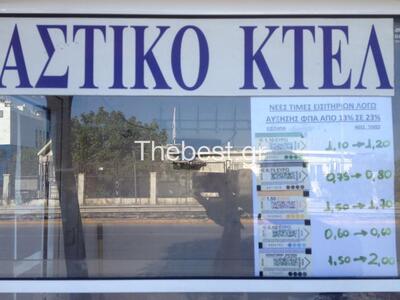 ΑΣΤΙΚΟ ΚΤΕΛ
ΝΕΕΣ ΤΙΜΕΣ ΕΙΣΙΤΗΡΙΩΝ ΛΟΓΩ
ΑΥΞΗΣΗΣ ΦΠΑ ΑΠΟ 13% ΣΕ 23%
1,10→1,20
Thebest.gr
0,75→0,80
1,50→1,70
0,60→0,60
1,50→2,00